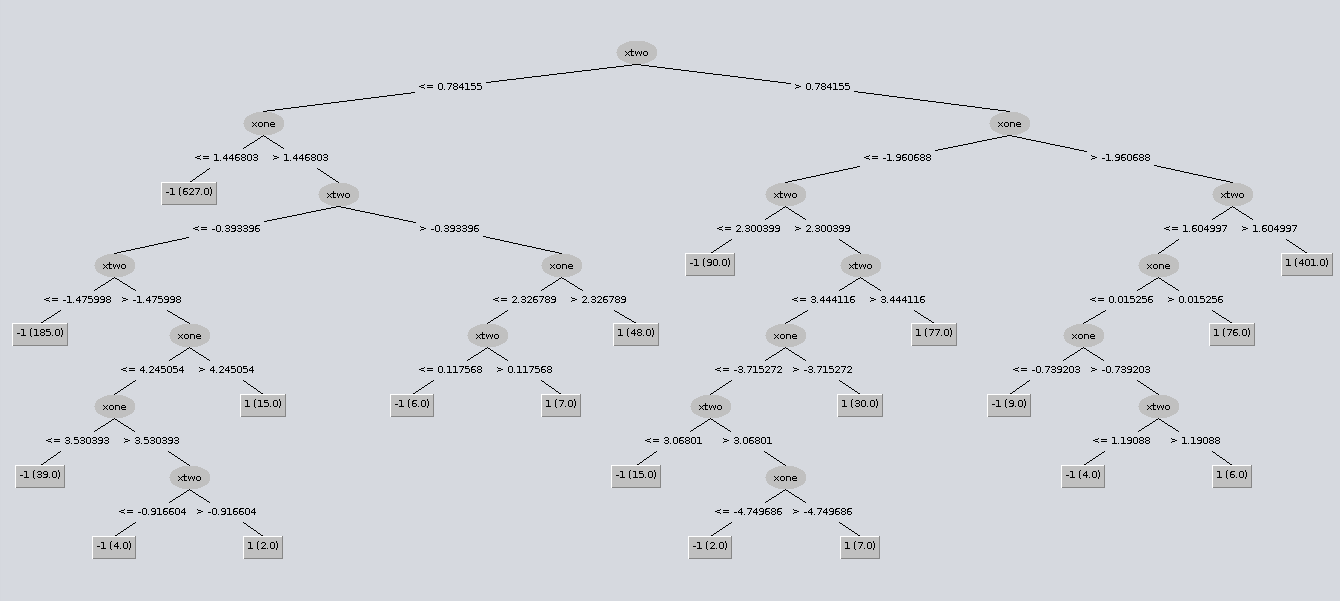 xtwo
<= 0.784155 > 0.784155
xone xone
<= 1.446803 > 1.446803 <= -1.960688 > -1.960688
-1 (627.0) xtwo xtwo xtwo
<= -0.393396 > -0.393396 <= 2.300399 > 2.300399 <= 1.604997 > 1.604997
xtwo xone -1 (90.0) xtwo xone 1 (401.0)
<= -1.475998 > -1.475998 <= 2.326789 > 2.326789 <= 3.444116 > 3.444116 <= 0.015256 > 0.015256
-1 (185.0) xone xtwo 1 (48.0) xone 1 (77.0) xone 1 (76.0)
<= 4.245054 > 4.245054 <= 0.117568 > 0.117568 <= -3.715272 > -3.715272 <= -0.739203 > -0.739203
xone 1 (15.0) -1 (6.0) 1 (7.0) xtwo 1 (30.0) -1 (9.0) xtwo
<= 3.530393 > 3.530393 <= 3.06801 > 3.06801 <= 1.19088 > 1.19088
-1 (39.0) xtwo -1 (15.0) xone -1 (4.0) 1 (6.0)
<= -0.916604 > -0.916604 <= -4.749686 > -4.749686
-1 (4.0) 1 (2.0) -1 (2.0) 1 (7.0)